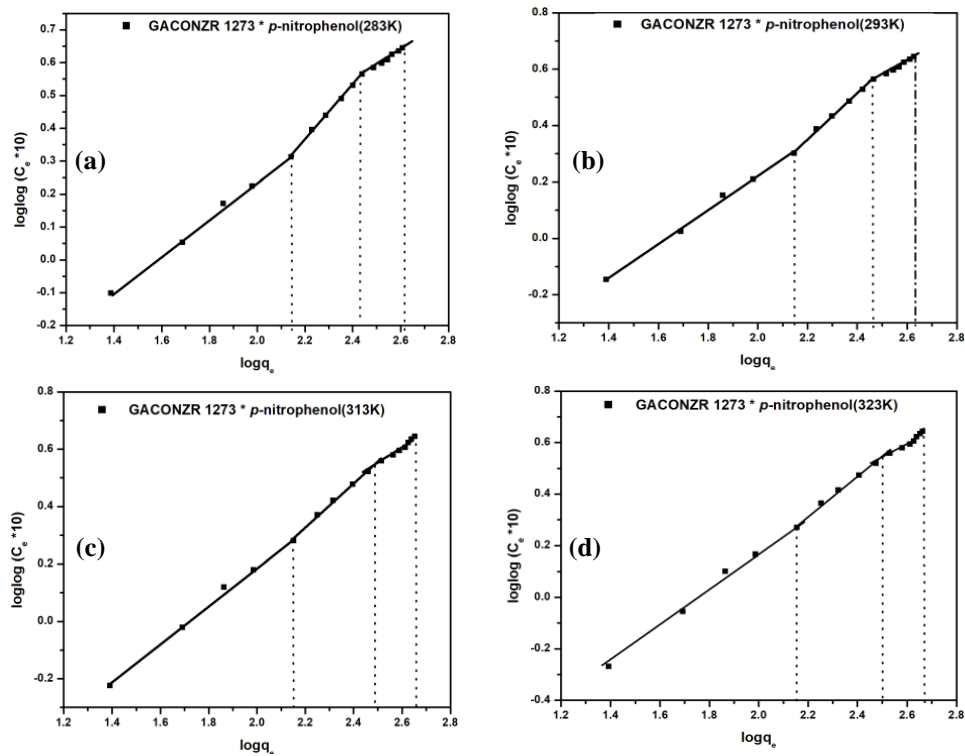 GACONZR 1273 * p-nitrophenol(283K)
(a)
loglog (C_e *10)
0.7
0.6
0.5
0.4
0.3
0.2
0.1
0.0
-0.1
-0.2
1.2 1.4 1.6 1.8 2.0 2.2 2.4 2.6 2.8
logq_e
GACONZR 1273 * p-nitrophenol(293K)
(b)
loglog (C_e *10)
0.8
0.6
0.4
0.2
0.0
-0.2
1.2 1.4 1.6 1.8 2.0 2.2 2.4 2.6 2.8
logq_e
GACONZR 1273 * p-nitrophenol(313K)
(c)
loglog (C_e *10)
0.8
0.6
0.4
0.2
0.0
-0.2
1.2 1.4 1.6 1.8 2.0 2.2 2.4 2.6 2.8
logq_e
GACONZR 1273 * p-nitrophenol(323K)
(d)
loglog (C_e *10)
0.8
0.6
0.4
0.2
0.0
-0.2
-0.4
1.2 1.4 1.6 1.8 2.0 2.2 2.4 2.6 2.8
logq_e